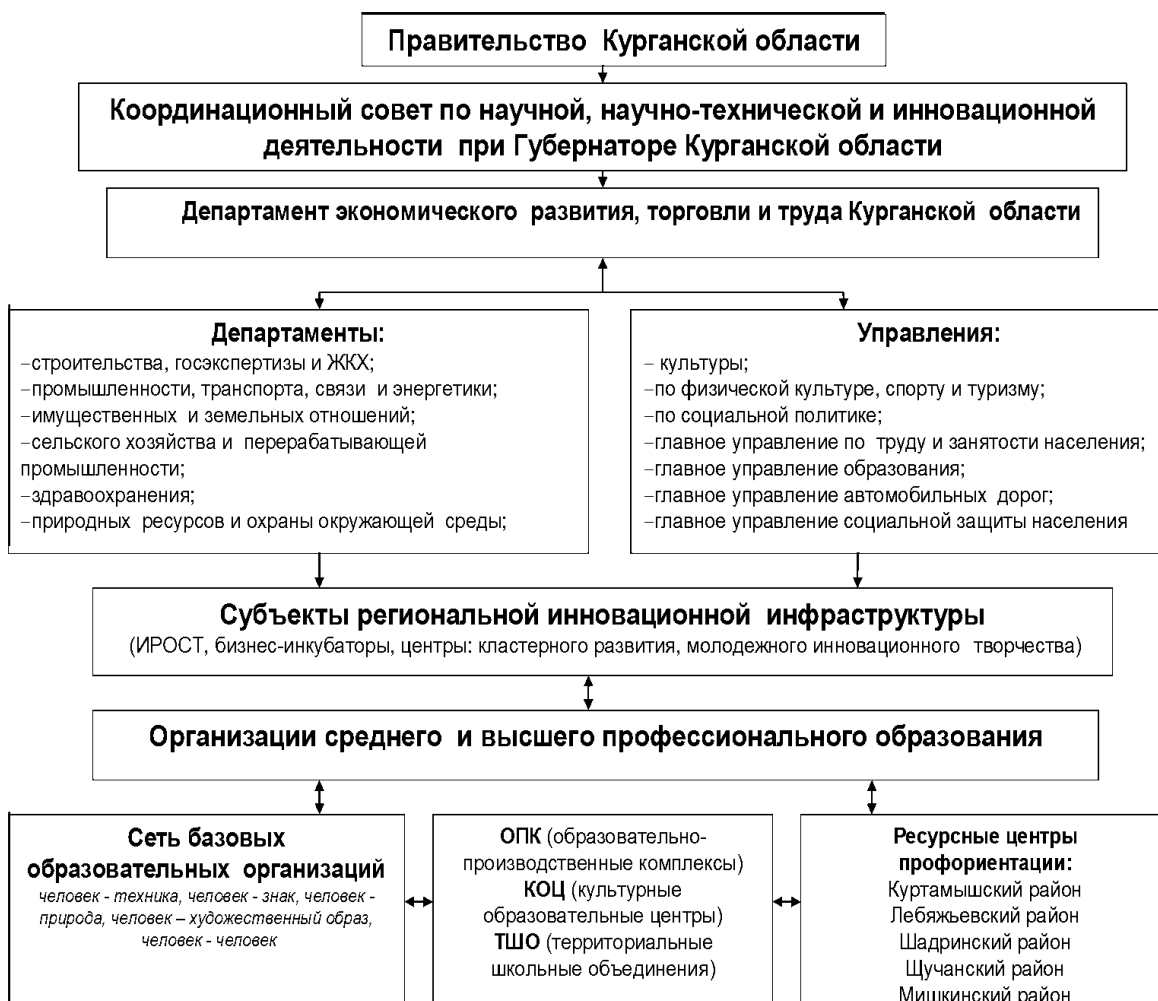 Правительство Курганской области
Координационный совет по научной, научно-технической и инновационной
деятельности при Губернаторе Курганской области
Департамент экономического развития, торговли и труда Курганской области
Департаменты:
–строительства, госэкспертизы и ЖКХ;
–промышленности, транспорта, связи и энергетики;
–имущественных и земельных отношений;
–сельского хозяйства и перерабатывающей
промышленности;
–здравоохранения;
–природных ресурсов и охраны окружающей среды;
Управления:
– культуры;
–по физической культуре, спорту и туризму;
–по социальной политике;
–главное управление по труду и занятости населения;
–главное управление образования;
–главное управление автомобильных дорог;
–главное управление социальной защиты населения
Субъекты региональной инновационной инфраструктуры
(ИРОСТ, бизнес-инкубаторы, центры: кластерного развития, молодежного инновационного творчества)
Организации среднего и высшего профессионального образования
Сеть базовых
образовательных организаций
человек - техника, человек - знак, человек -
природа, человек – художественный образ,
человек - человек
ОПК (образовательно-
производственные комплексы)
КОЦ (культурные
образовательные центры)
ТШО (территориальные
школьные объединения)
Ресурсные центры
профориентации:
Куртамышский район
Лебяжьевский район
Шадринский район
Щучанский район
Мишкинский район